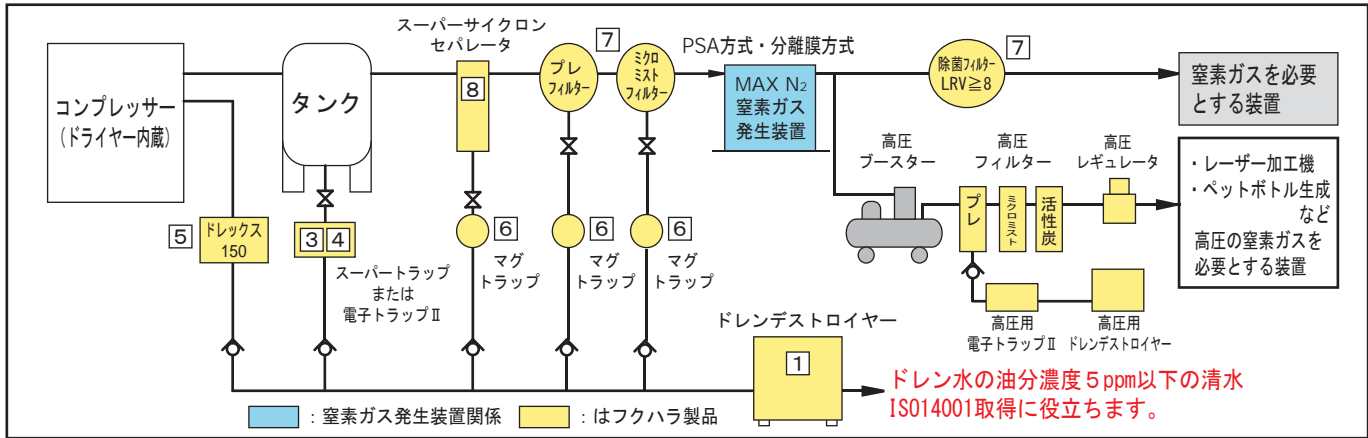 コンプレッサー
(ドライヤー内蔵)
タンク
スーパーサイクロン
セパレータ
8
プレ
フィルター
7
ミクロ
ミスト
フィルター
PSA方式・分離膜方式
MAX N₂
窒素ガス
発生装置
除菌フィルター
LRV≧8
7
窒素ガスを必要
とする装置
高圧
ブースター
高圧
フィルター
高圧
レギュレータ
プレ
ミクロミスト
活性炭
・レーザー加工機
・ペットボトル生成
など
高圧の窒素ガスを
必要とする装置
5
ドレックス
150
3 4
スーパートラップ
または
電子トラップⅡ
6
マグ
トラップ
6
マグ
トラップ
6
マグ
トラップ
高圧用
電子トラップⅡ
高圧用
ドレンデストロイヤー
ドレンデストロイヤー
1
ドレン水の油分濃度5ppm以下の清水
ISO14001取得に役立ちます。
:窒素ガス発生装置関係
:はフクハラ製品